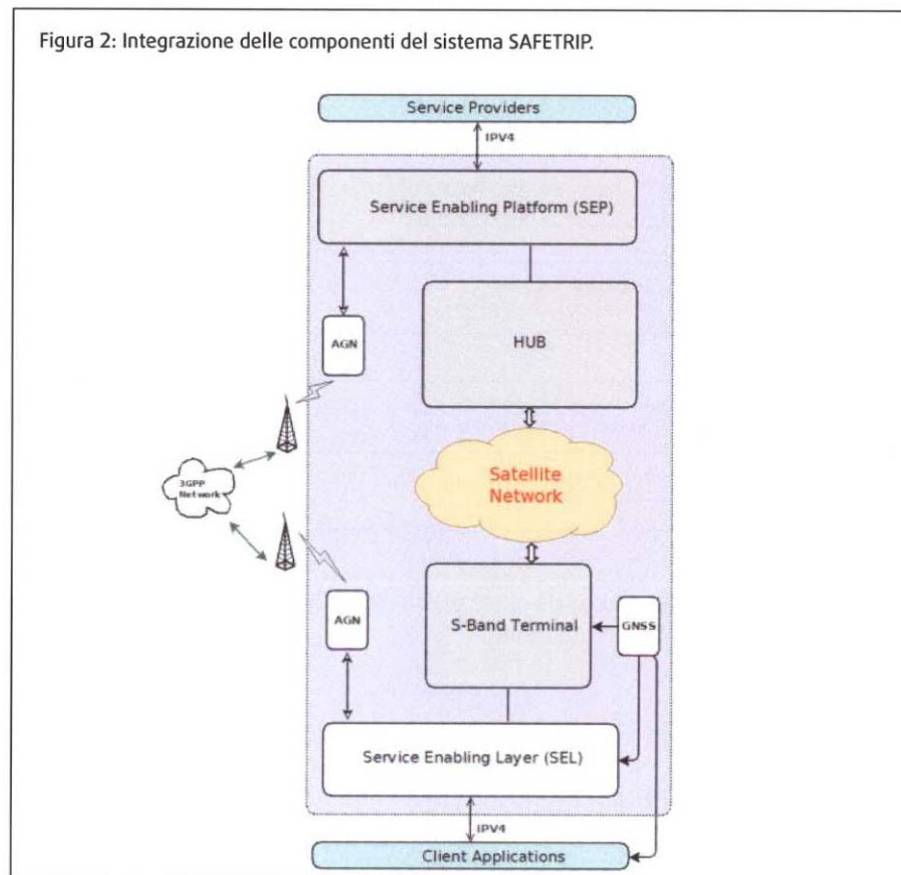 Figura 2: Integrazione delle componenti del sistema SAFETRIP.
Service Providers
IPV4
Service Enabling Platform (SEP)
AGN
HUB
3GPP
Network
Satellite
Network
AGN
S-Band Terminal
GNSS
Service Enabling Layer (SEL)
IPV4
Client Applications